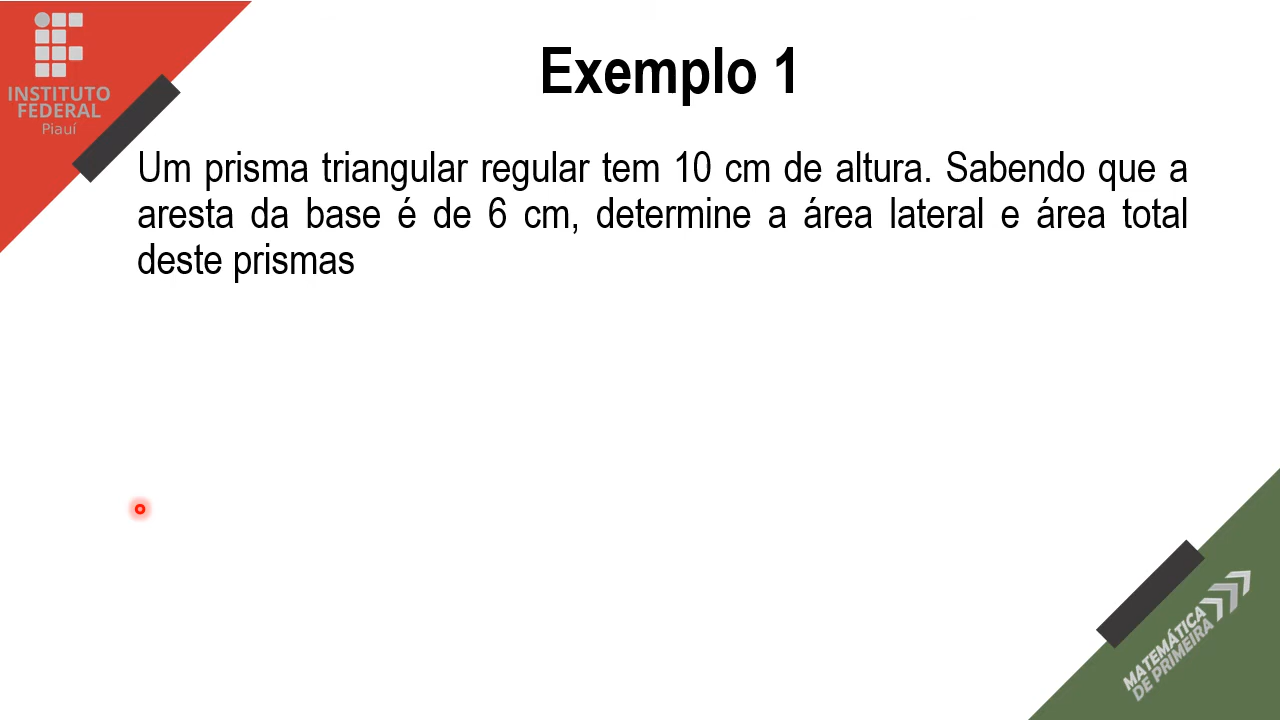 INSTITUTO
FEDERAL
Piauí
Exemplo 1
Um prisma triangular regular tem 10 cm de altura. Sabendo que a
aresta da base é de 6 cm, determine a área lateral e área total
deste prismas
MATEMÁTICA
DE PRIMEIRA